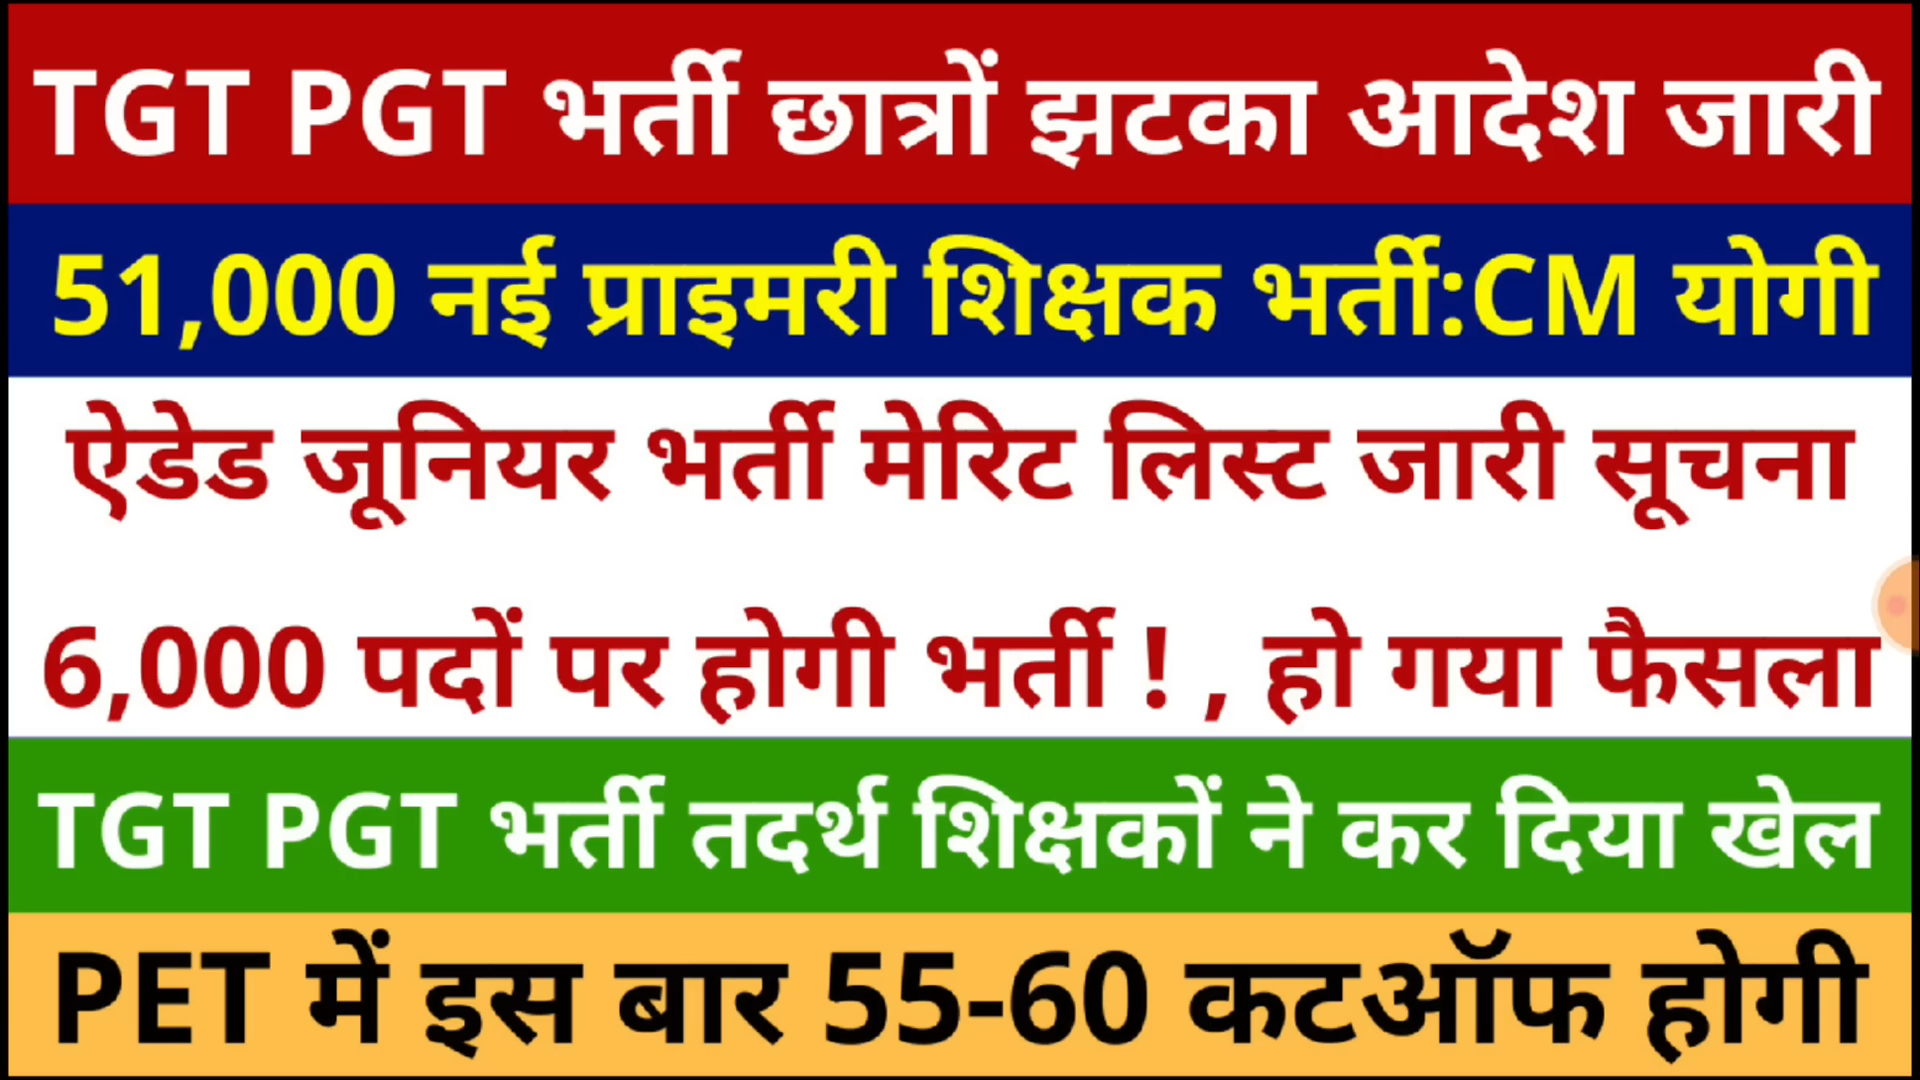 TGT PGT भर्ती छात्रों झटका आदेश जारी
51,000 नई प्राइमरी शिक्षक भर्ती:CM योगी
ऐडेड जूनियर भर्ती मेरिट लिस्ट जारी सूचना
6,000 पदों पर होगी भर्ती ! , हो गया फैसला
TGT PGT भर्ती तदर्थ शिक्षकों ने कर दिया खेल
PET में इस बार 55-60 कटऑफ होगी